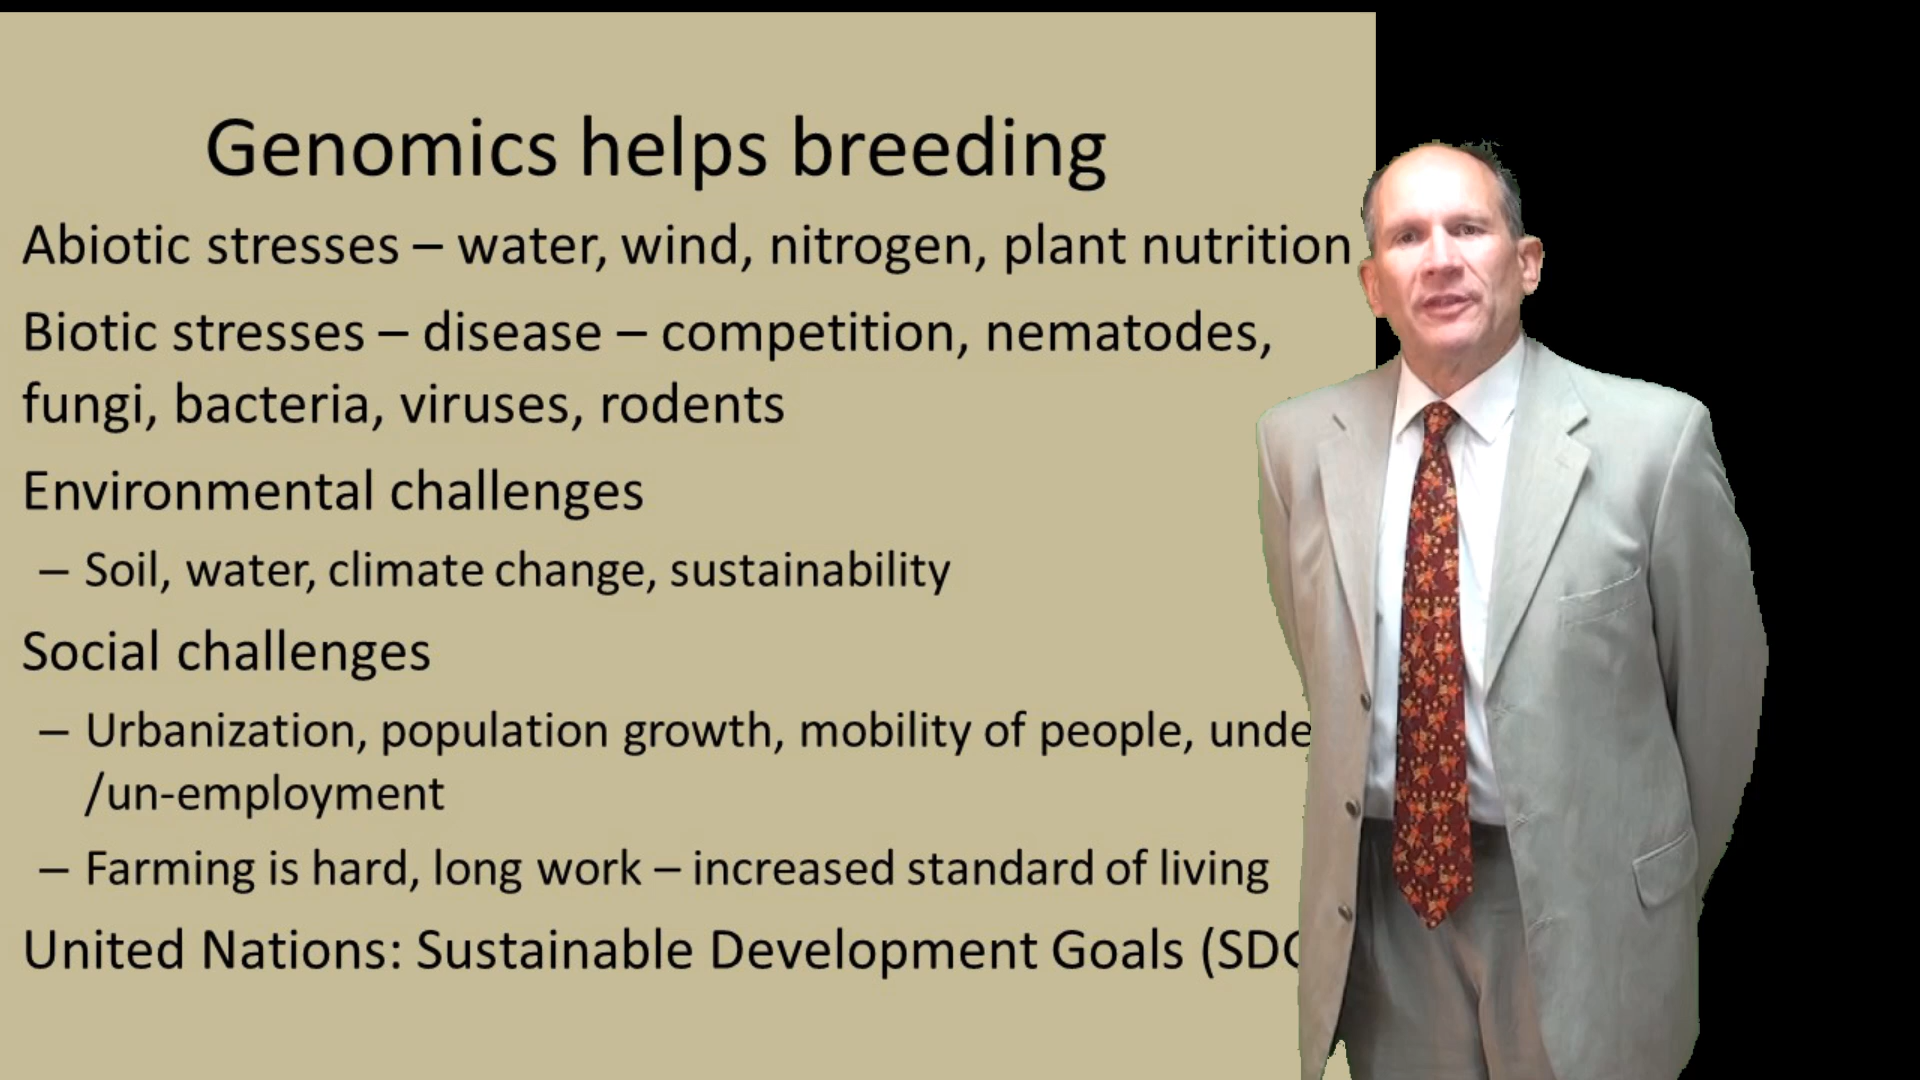 Genomics helps breeding
Abiotic stresses – water, wind, nitrogen, plant nutrition
Biotic stresses – disease – competition, nematodes,
fungi, bacteria, viruses, rodents
Environmental challenges
– Soil, water, climate change, sustainability
Social challenges
– Urbanization, population growth, mobility of people,
/un-employment
– Farming is hard, long work – increased standard of living
United Nations: Sustainable Development Goals